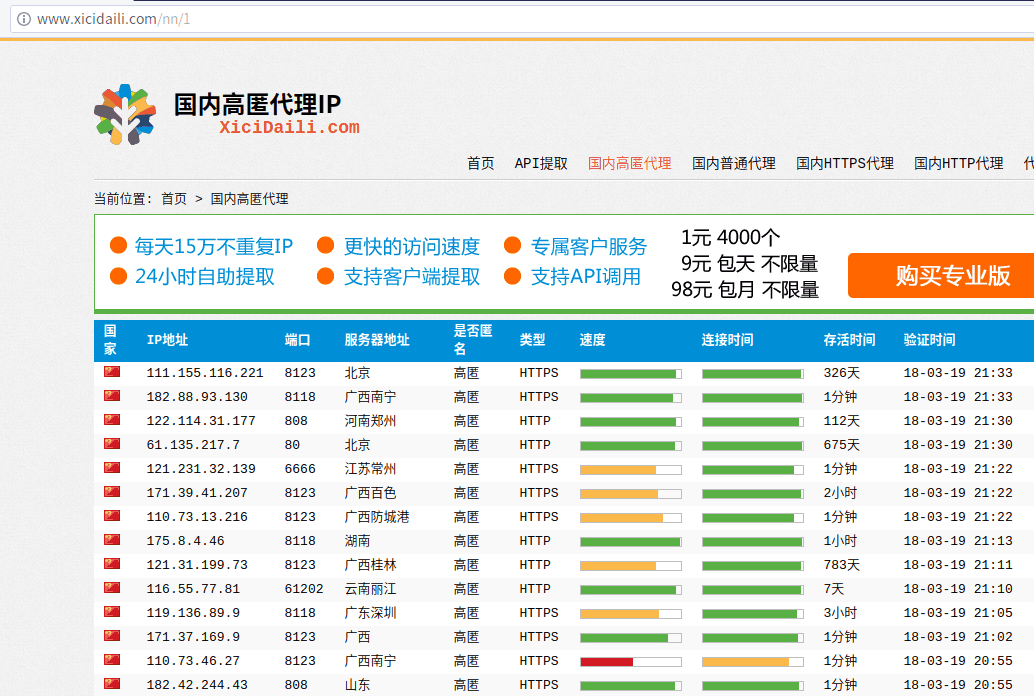 www.xicidaili.com/nn/1
国内高匿代理IP
XiciDaili.com
首页 API提取 国内高匿代理 国内普通代理 国内HTTPS代理 国内HTTP代理 代
当前位置: 首页 > 国内高匿代理
每天15万不重复IP 更快的访问速度 专属客户服务 1元 4000个
24小时自助提取 支持客户端提取 支持API调用 9元 包天 不限量
98元 包月 不限量
购买专业版
国家 IP地址 端口 服务器地址 是否匿名 类型 速度 连接时间 存活时间 验证时间
111.155.116.221 8123 北京 高匿 HTTPS 326天 18-03-19 21:33
182.88.93.130 8118 广西南宁 高匿 HTTPS 1分钟 18-03-19 21:33
122.114.31.177 808 河南郑州 高匿 HTTP 112天 18-03-19 21:30
61.135.217.7 80 北京 高匿 HTTP 675天 18-03-19 21:30
121.231.32.139 6666 江苏常州 高匿 HTTPS 1分钟 18-03-19 21:22
171.39.41.207 8123 广西百色 高匿 HTTPS 2小时 18-03-19 21:22
110.73.13.216 8123 广西防城港 高匿 HTTPS 1分钟 18-03-19 21:22
175.8.4.46 8118 湖南 高匿 HTTP 1小时 18-03-19 21:13
121.31.199.73 8123 广西桂林 高匿 HTTP 783天 18-03-19 21:11
116.55.77.81 61202 云南丽江 高匿 HTTP 7天 18-03-19 21:10
119.136.89.9 8118 广东深圳 高匿 HTTPS 3小时 18-03-19 21:05
171.37.169.9 8123 广西 高匿 HTTPS 1分钟 18-03-19 21:02
110.73.46.27 8123 广西南宁 高匿 HTTPS 1分钟 18-03-19 20:55
182.42.244.43 808 山东 高匿 HTTPS 1分钟 18-03-19 20:55